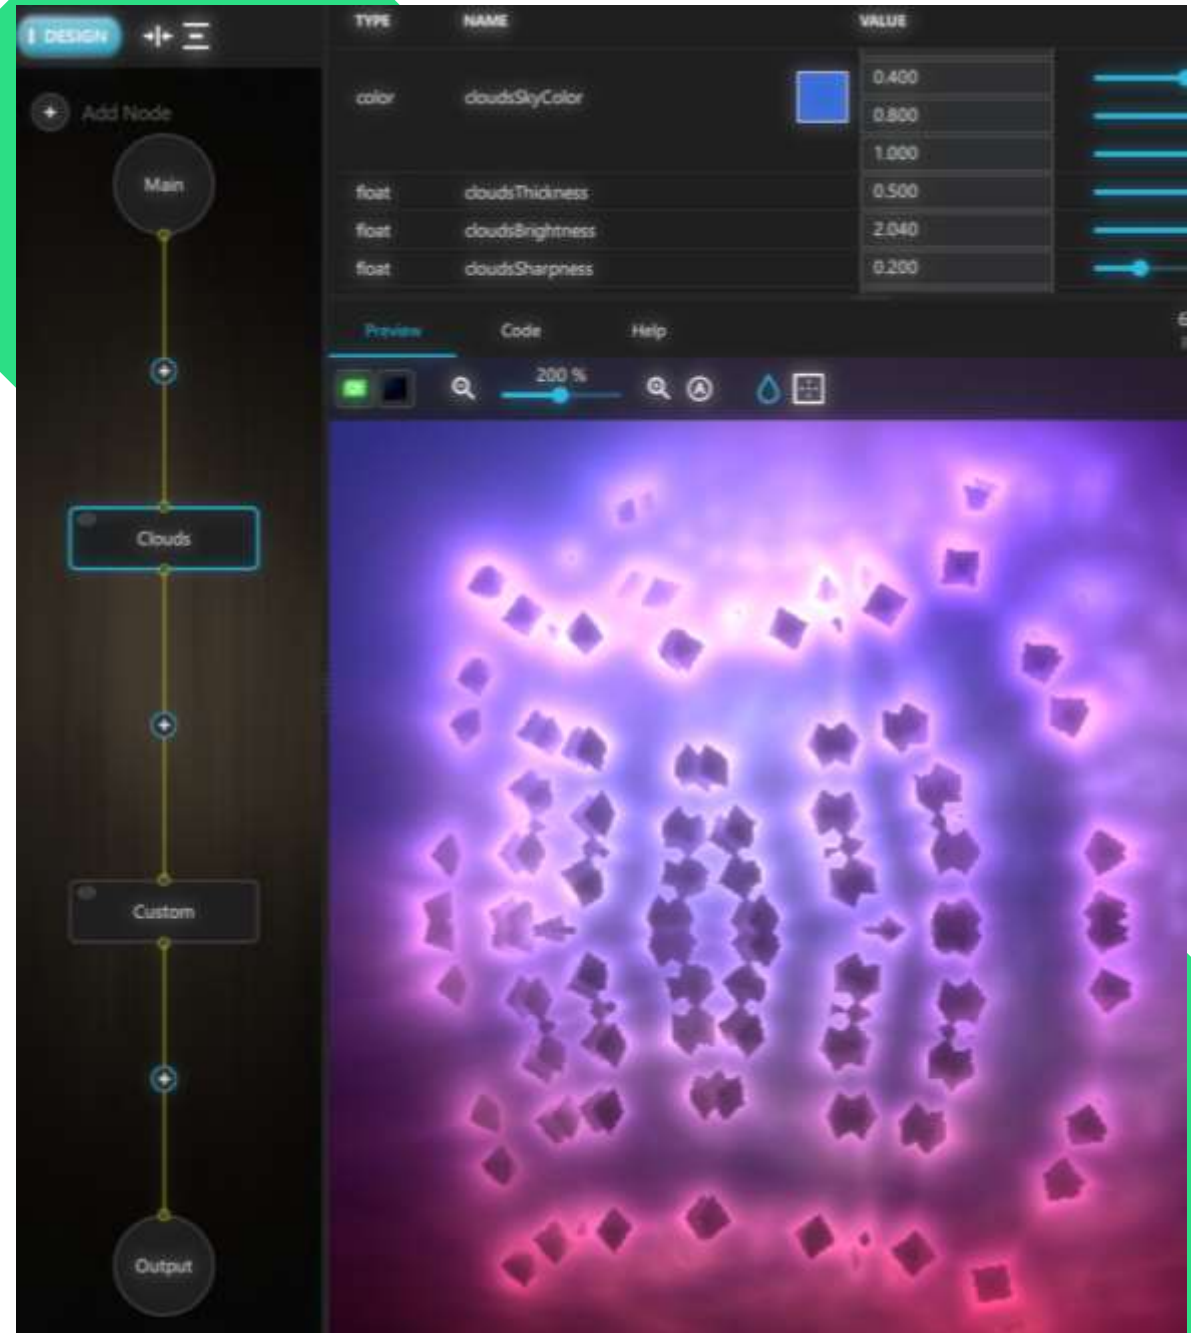 DESIGN
Add Node
Main
Clouds
Custom
Output
TYPE NAME VALUE
color cloudsSkyColor 0.400
0.800
1.000
float cloudsThickness 0.500
float cloudsBrightness 2.040
float cloudsSharpness 0.200
Preview Code Help
200 %
A